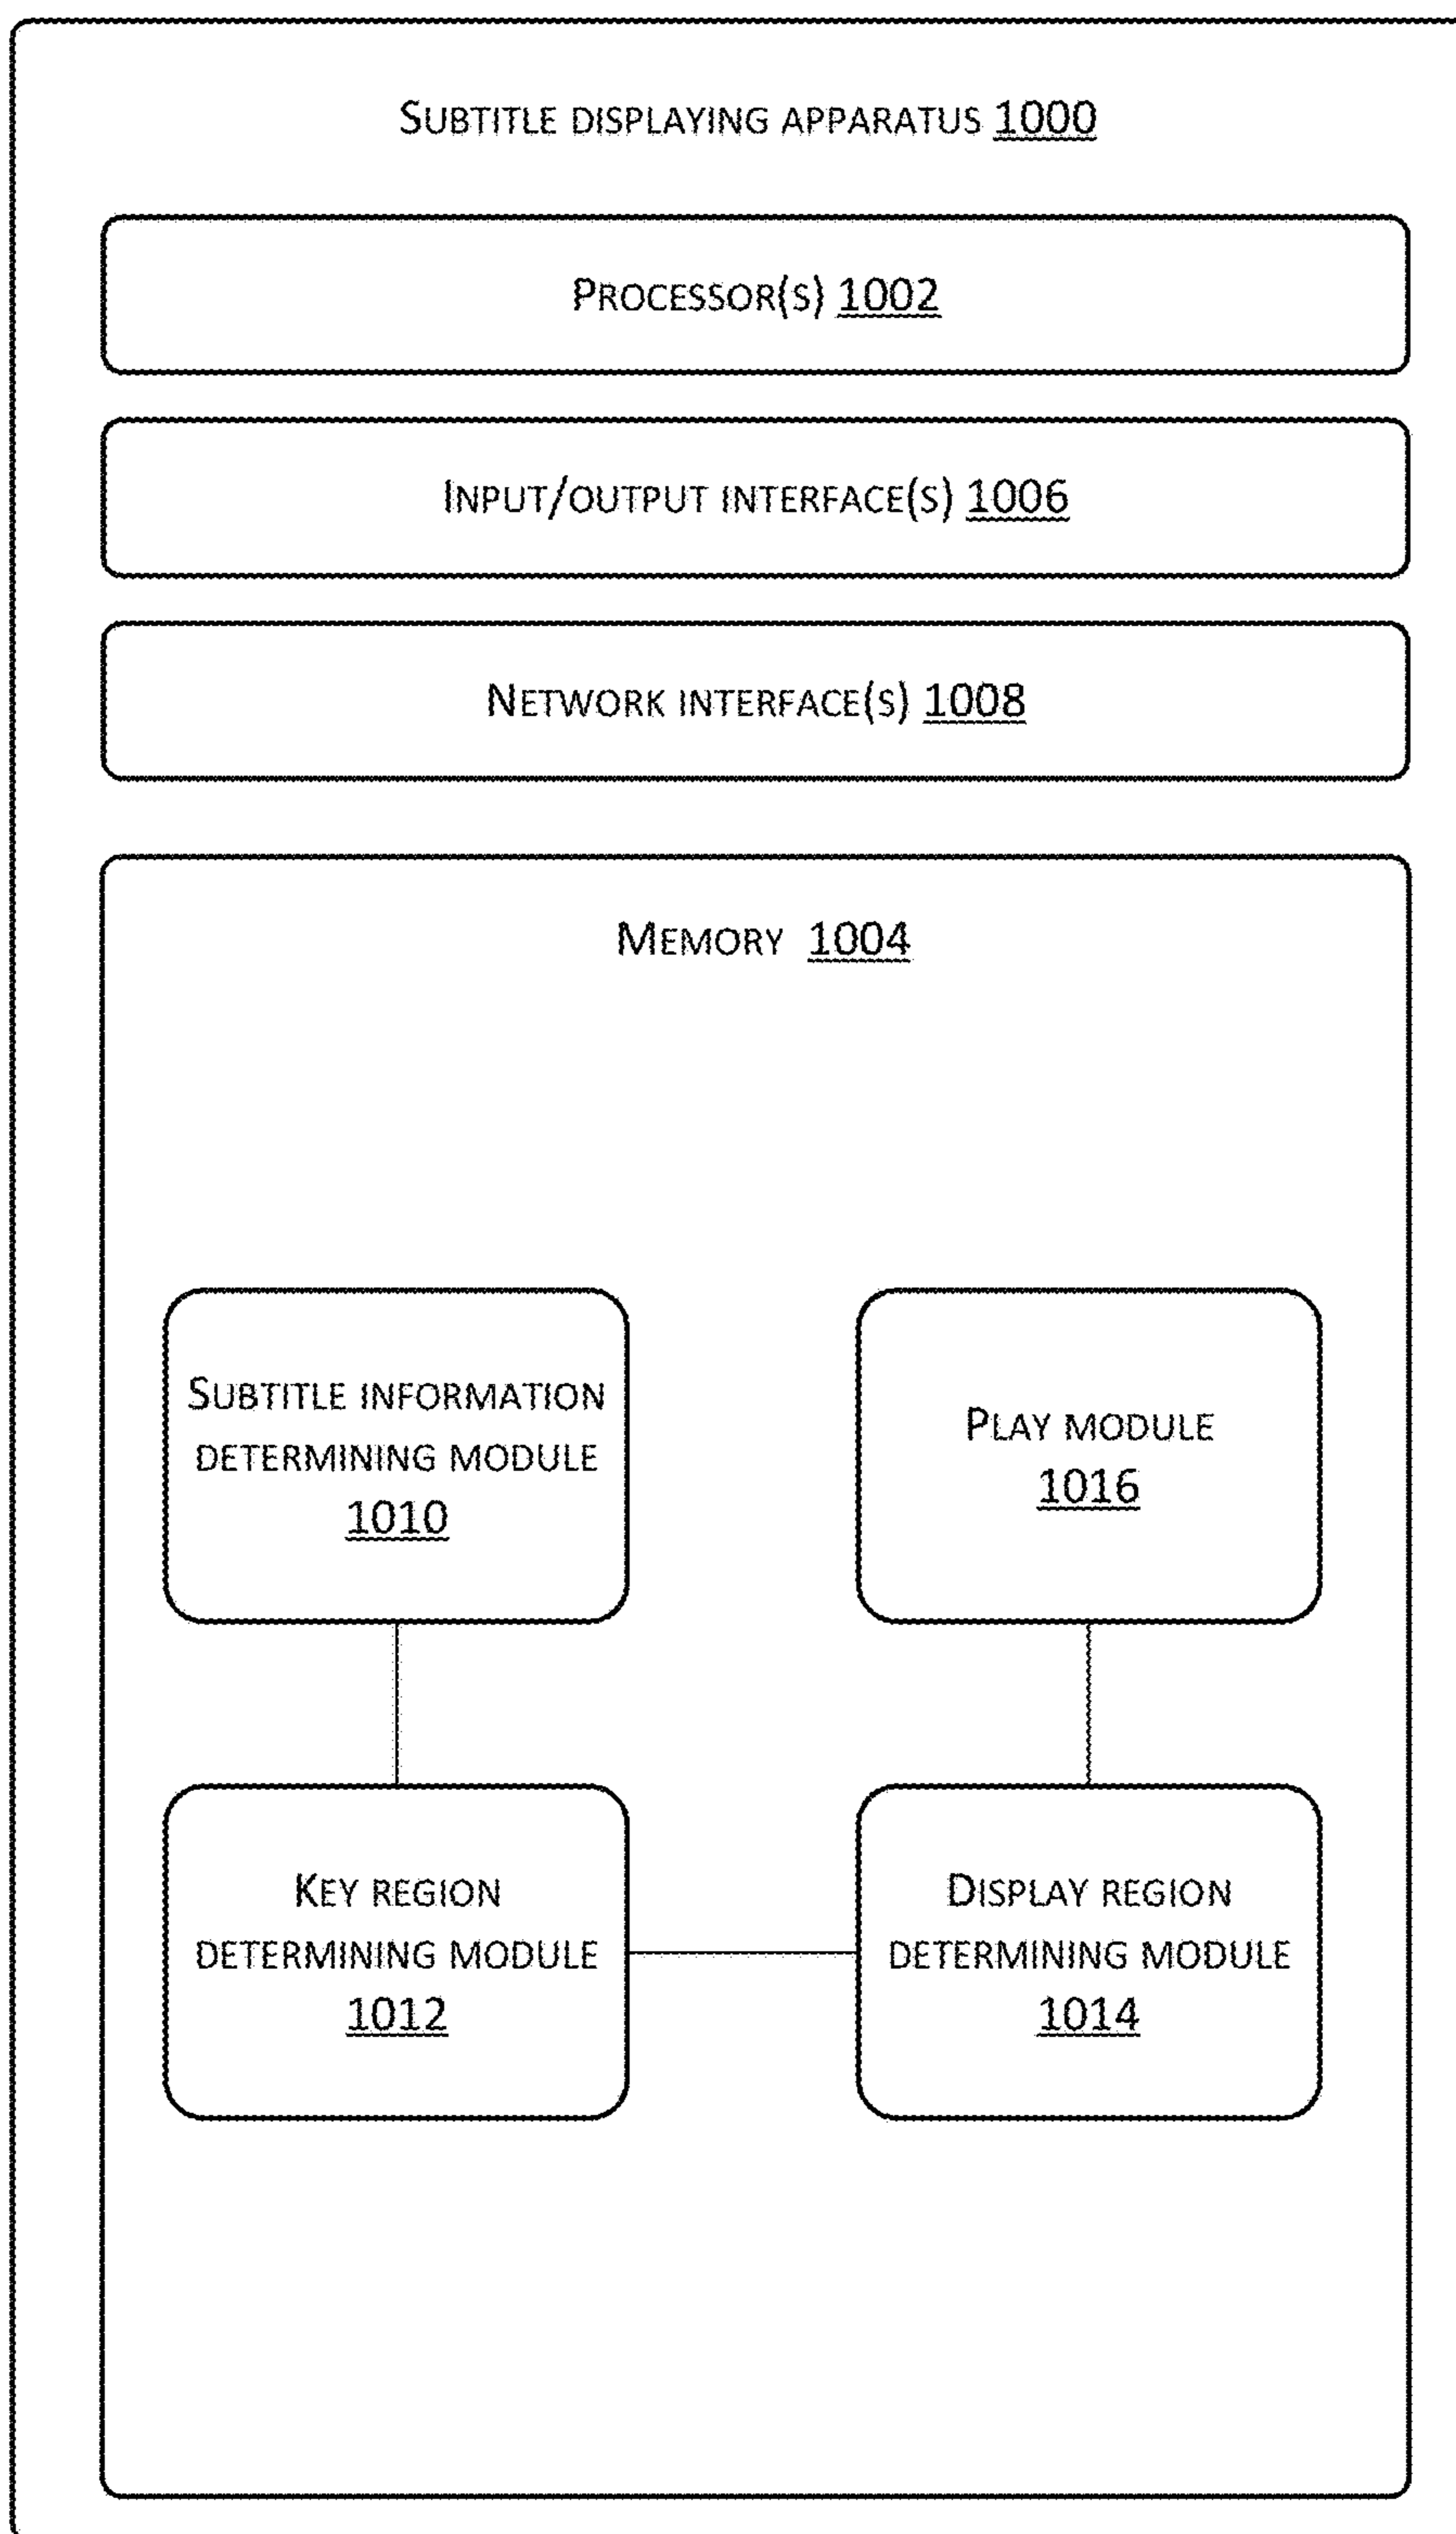 Subtitle displaying apparatus 1000
Processor(s) 1002
Input/output interface(s) 1006
Network interface(s) 1008
Memory 1004
Subtitle information
determining module
1010
Play module
1016
Key region
determining module
1012
Display region
determining module
1014